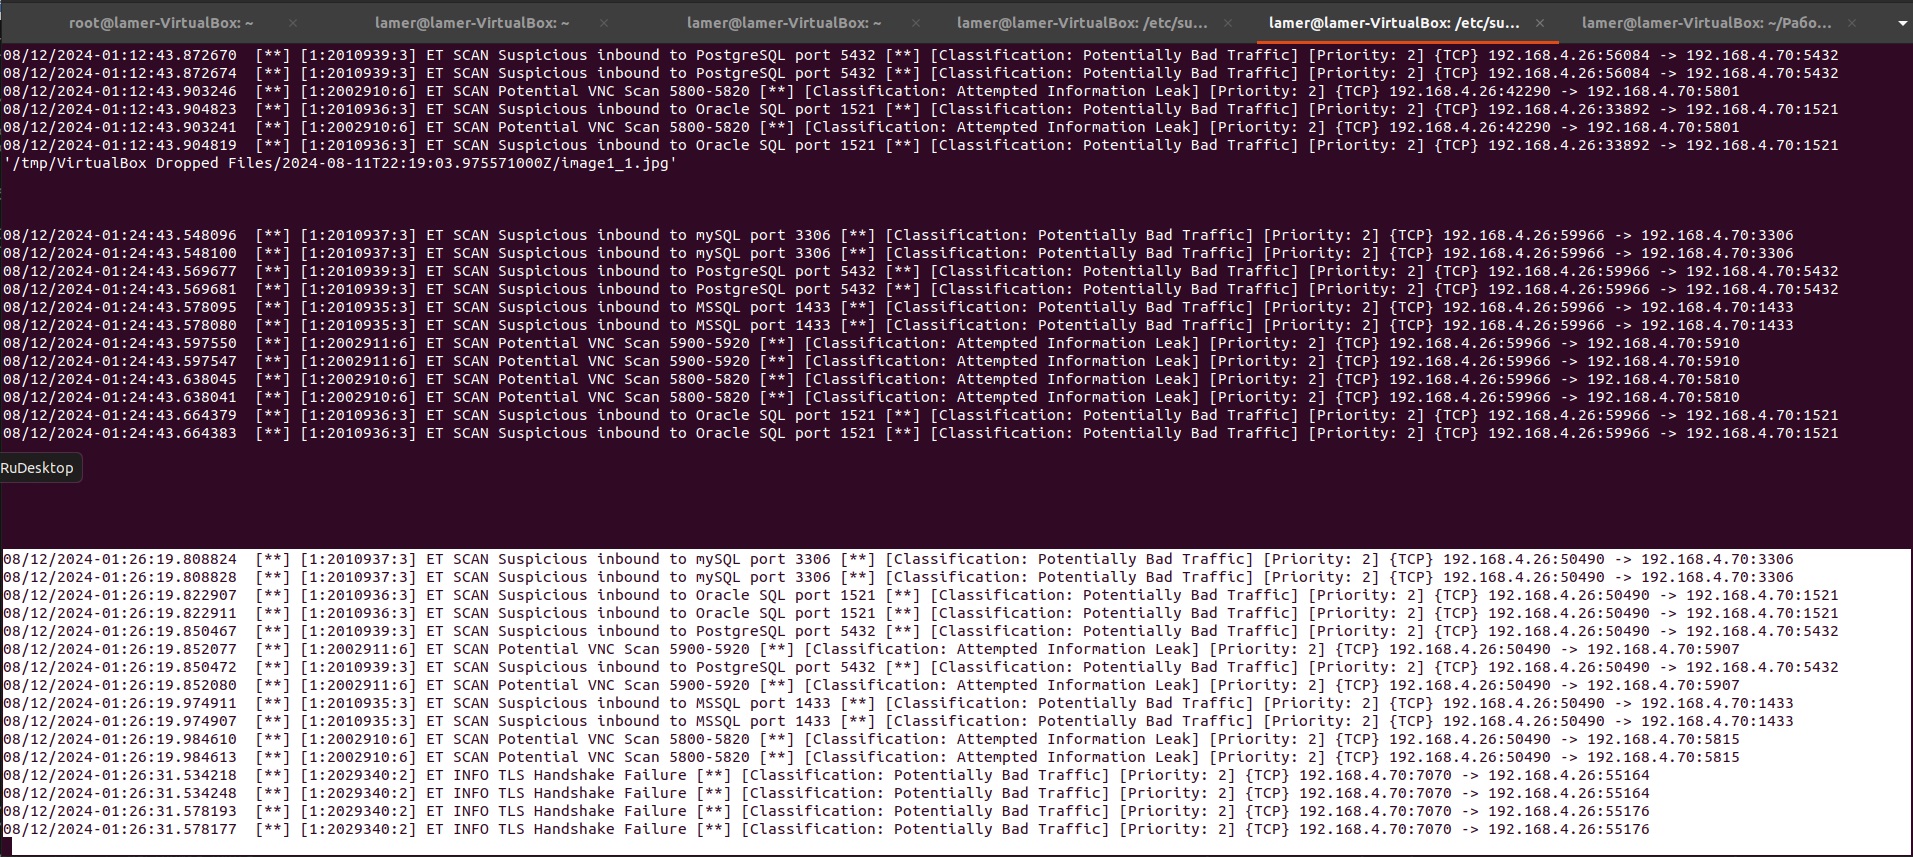 root@lamer-VirtualBox: ~ × lamer@lamer-VirtualBox: ~ × lamer@lamer-VirtualBox: ~ × lamer@lamer-VirtualBox: /etc/su... × lamer@lamer-VirtualBox: /etc/su... × lamer@lamer-VirtualBox: ~/Рабо... ×
08/12/2024-01:12:43.872670  [**] [1:2010939:3] ET SCAN Suspicious inbound to PostgreSQL port 5432 [**] [Classification: Potentially Bad Traffic] [Priority: 2] {TCP} 192.168.4.26:56084 -> 192.168.4.70:5432
08/12/2024-01:12:43.872674  [**] [1:2010939:3] ET SCAN Suspicious inbound to PostgreSQL port 5432 [**] [Classification: Potentially Bad Traffic] [Priority: 2] {TCP} 192.168.4.26:56084 -> 192.168.4.70:5432
08/12/2024-01:12:43.903246  [**] [1:2002910:6] ET SCAN Potential VNC Scan 5800-5820 [**] [Classification: Attempted Information Leak] [Priority: 2] {TCP} 192.168.4.26:42290 -> 192.168.4.70:5801
08/12/2024-01:12:43.904823  [**] [1:2010936:3] ET SCAN Suspicious inbound to Oracle SQL port 1521 [**] [Classification: Potentially Bad Traffic] [Priority: 2] {TCP} 192.168.4.26:33892 -> 192.168.4.70:1521
08/12/2024-01:12:43.903241  [**] [1:2002910:6] ET SCAN Potential VNC Scan 5800-5820 [**] [Classification: Attempted Information Leak] [Priority: 2] {TCP} 192.168.4.26:42290 -> 192.168.4.70:5801
08/12/2024-01:12:43.904819  [**] [1:2010936:3] ET SCAN Suspicious inbound to Oracle SQL port 1521 [**] [Classification: Potentially Bad Traffic] [Priority: 2] {TCP} 192.168.4.26:33892 -> 192.168.4.70:1521
'/tmp/VirtualBox Dropped Files/2024-08-11T22:19:03.975571000Z/image1_1.jpg'
08/12/2024-01:24:43.548096  [**] [1:2010937:3] ET SCAN Suspicious inbound to mySQL port 3306 [**] [Classification: Potentially Bad Traffic] [Priority: 2] {TCP} 192.168.4.26:59966 -> 192.168.4.70:3306
08/12/2024-01:24:43.548100  [**] [1:2010937:3] ET SCAN Suspicious inbound to mySQL port 3306 [**] [Classification: Potentially Bad Traffic] [Priority: 2] {TCP} 192.168.4.26:59966 -> 192.168.4.70:3306
08/12/2024-01:24:43.569677  [**] [1:2010939:3] ET SCAN Suspicious inbound to PostgreSQL port 5432 [**] [Classification: Potentially Bad Traffic] [Priority: 2] {TCP} 192.168.4.26:59966 -> 192.168.4.70:5432
08/12/2024-01:24:43.569681  [**] [1:2010939:3] ET SCAN Suspicious inbound to PostgreSQL port 5432 [**] [Classification: Potentially Bad Traffic] [Priority: 2] {TCP} 192.168.4.26:59966 -> 192.168.4.70:5432
08/12/2024-01:24:43.578095  [**] [1:2010935:3] ET SCAN Suspicious inbound to MSSQL port 1433 [**] [Classification: Potentially Bad Traffic] [Priority: 2] {TCP} 192.168.4.26:59966 -> 192.168.4.70:1433
08/12/2024-01:24:43.578080  [**] [1:2010935:3] ET SCAN Suspicious inbound to MSSQL port 1433 [**] [Classification: Potentially Bad Traffic] [Priority: 2] {TCP} 192.168.4.26:59966 -> 192.168.4.70:1433
08/12/2024-01:24:43.597550  [**] [1:2002911:6] ET SCAN Potential VNC Scan 5900-5920 [**] [Classification: Attempted Information Leak] [Priority: 2] {TCP} 192.168.4.26:59966 -> 192.168.4.70:5910
08/12/2024-01:24:43.597547  [**] [1:2002911:6] ET SCAN Potential VNC Scan 5900-5920 [**] [Classification: Attempted Information Leak] [Priority: 2] {TCP} 192.168.4.26:59966 -> 192.168.4.70:5910
08/12/2024-01:24:43.638045  [**] [1:2002910:6] ET SCAN Potential VNC Scan 5800-5820 [**] [Classification: Attempted Information Leak] [Priority: 2] {TCP} 192.168.4.26:59966 -> 192.168.4.70:5810
08/12/2024-01:24:43.638041  [**] [1:2002910:6] ET SCAN Potential VNC Scan 5800-5820 [**] [Classification: Attempted Information Leak] [Priority: 2] {TCP} 192.168.4.26:59966 -> 192.168.4.70:5810
08/12/2024-01:24:43.664379  [**] [1:2010936:3] ET SCAN Suspicious inbound to Oracle SQL port 1521 [**] [Classification: Potentially Bad Traffic] [Priority: 2] {TCP} 192.168.4.26:59966 -> 192.168.4.70:1521
08/12/2024-01:24:43.664383  [**] [1:2010936:3] ET SCAN Suspicious inbound to Oracle SQL port 1521 [**] [Classification: Potentially Bad Traffic] [Priority: 2] {TCP} 192.168.4.26:59966 -> 192.168.4.70:1521
RuDesktop
08/12/2024-01:26:19.808824  [**] [1:2010937:3] ET SCAN Suspicious inbound to mySQL port 3306 [**] [Classification: Potentially Bad Traffic] [Priority: 2] {TCP} 192.168.4.26:50490 -> 192.168.4.70:3306
08/12/2024-01:26:19.808828  [**] [1:2010937:3] ET SCAN Suspicious inbound to mySQL port 3306 [**] [Classification: Potentially Bad Traffic] [Priority: 2] {TCP} 192.168.4.26:50490 -> 192.168.4.70:3306
08/12/2024-01:26:19.822907  [**] [1:2010936:3] ET SCAN Suspicious inbound to Oracle SQL port 1521 [**] [Classification: Potentially Bad Traffic] [Priority: 2] {TCP} 192.168.4.26:50490 -> 192.168.4.70:1521
08/12/2024-01:26:19.822911  [**] [1:2010936:3] ET SCAN Suspicious inbound to Oracle SQL port 1521 [**] [Classification: Potentially Bad Traffic] [Priority: 2] {TCP} 192.168.4.26:50490 -> 192.168.4.70:1521
08/12/2024-01:26:19.850467  [**] [1:2010939:3] ET SCAN Suspicious inbound to PostgreSQL port 5432 [**] [Classification: Potentially Bad Traffic] [Priority: 2] {TCP} 192.168.4.26:50490 -> 192.168.4.70:5432
08/12/2024-01:26:19.852077  [**] [1:2002911:6] ET SCAN Potential VNC Scan 5900-5920 [**] [Classification: Attempted Information Leak] [Priority: 2] {TCP} 192.168.4.26:50490 -> 192.168.4.70:5907
08/12/2024-01:26:19.850472  [**] [1:2010939:3] ET SCAN Suspicious inbound to PostgreSQL port 5432 [**] [Classification: Potentially Bad Traffic] [Priority: 2] {TCP} 192.168.4.26:50490 -> 192.168.4.70:5432
08/12/2024-01:26:19.852080  [**] [1:2002911:6] ET SCAN Potential VNC Scan 5900-5920 [**] [Classification: Attempted Information Leak] [Priority: 2] {TCP} 192.168.4.26:50490 -> 192.168.4.70:5907
08/12/2024-01:26:19.974911  [**] [1:2010935:3] ET SCAN Suspicious inbound to MSSQL port 1433 [**] [Classification: Potentially Bad Traffic] [Priority: 2] {TCP} 192.168.4.26:50490 -> 192.168.4.70:1433
08/12/2024-01:26:19.974907  [**] [1:2010935:3] ET SCAN Suspicious inbound to MSSQL port 1433 [**] [Classification: Potentially Bad Traffic] [Priority: 2] {TCP} 192.168.4.26:50490 -> 192.168.4.70:1433
08/12/2024-01:26:19.984610  [**] [1:2002910:6] ET SCAN Potential VNC Scan 5800-5820 [**] [Classification: Attempted Information Leak] [Priority: 2] {TCP} 192.168.4.26:50490 -> 192.168.4.70:5815
08/12/2024-01:26:19.984613  [**] [1:2002910:6] ET SCAN Potential VNC Scan 5800-5820 [**] [Classification: Attempted Information Leak] [Priority: 2] {TCP} 192.168.4.26:50490 -> 192.168.4.70:5815
08/12/2024-01:26:31.534218  [**] [1:2029340:2] ET INFO TLS Handshake Failure [**] [Classification: Potentially Bad Traffic] [Priority: 2] {TCP} 192.168.4.70:7070 -> 192.168.4.26:55164
08/12/2024-01:26:31.534248  [**] [1:2029340:2] ET INFO TLS Handshake Failure [**] [Classification: Potentially Bad Traffic] [Priority: 2] {TCP} 192.168.4.70:7070 -> 192.168.4.26:55164
08/12/2024-01:26:31.578193  [**] [1:2029340:2] ET INFO TLS Handshake Failure [**] [Classification: Potentially Bad Traffic] [Priority: 2] {TCP} 192.168.4.70:7070 -> 192.168.4.26:55176
08/12/2024-01:26:31.578177  [**] [1:2029340:2] ET INFO TLS Handshake Failure [**] [Classification: Potentially Bad Traffic] [Priority: 2] {TCP} 192.168.4.70:7070 -> 192.168.4.26:55176